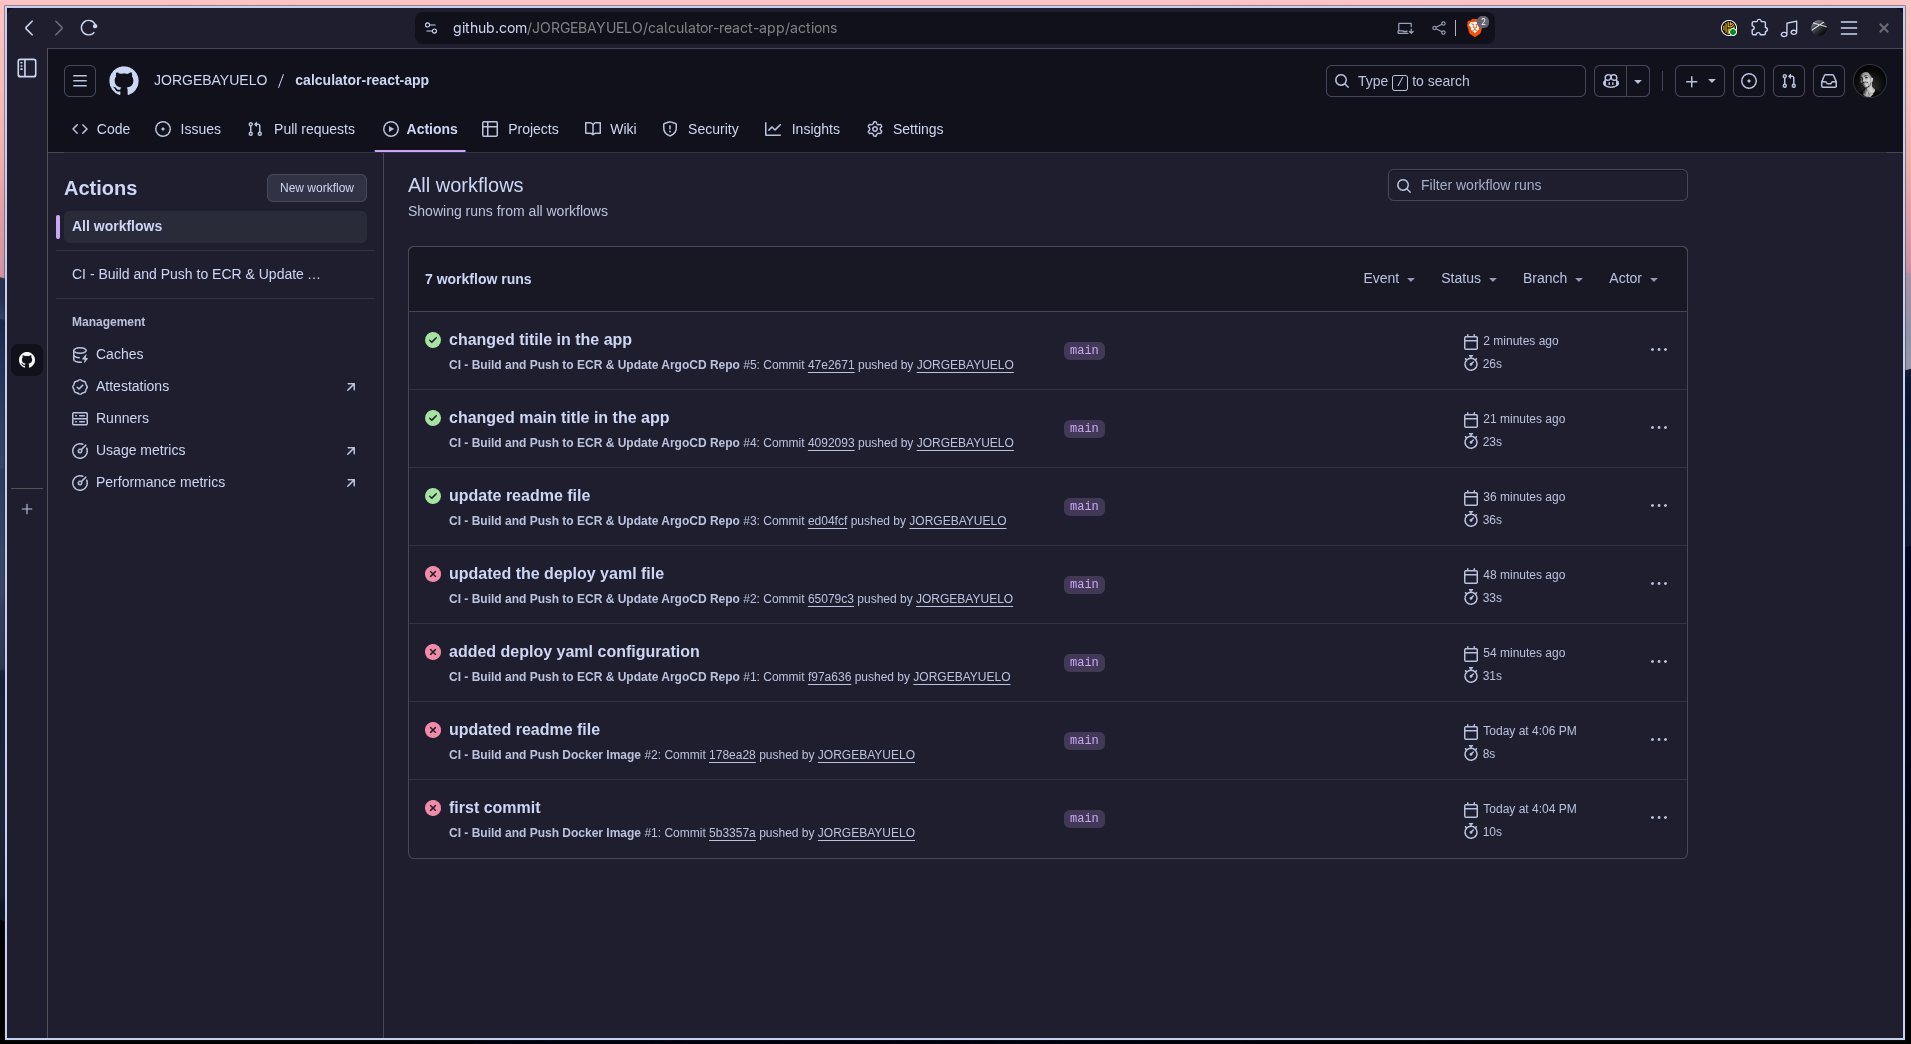 github.com/JORGEBAYUELO/calculator-react-app/actions
2
JORGEBAYUELO / calculator-react-app
Type / to search
Code
Issues
Pull requests
Actions
Projects
Wiki
Security
Insights
Settings
Actions
New workflow
All workflows
CI - Build and Push to ECR & Update …
Management
Caches
Attestations
Runners
Usage metrics
Performance metrics
All workflows
Showing runs from all workflows
Filter workflow runs
7 workflow runs
Event
Status
Branch
Actor
changed titile in the app
CI - Build and Push to ECR & Update ArgoCD Repo #5: Commit 47e2671 pushed by JORGEBAYUELO
main
2 minutes ago
26s
changed main title in the app
CI - Build and Push to ECR & Update ArgoCD Repo #4: Commit 4092093 pushed by JORGEBAYUELO
main
21 minutes ago
23s
update readme file
CI - Build and Push to ECR & Update ArgoCD Repo #3: Commit ed04fcf pushed by JORGEBAYUELO
main
36 minutes ago
36s
updated the deploy yaml file
CI - Build and Push to ECR & Update ArgoCD Repo #2: Commit 65079c3 pushed by JORGEBAYUELO
main
48 minutes ago
33s
added deploy yaml configuration
CI - Build and Push to ECR & Update ArgoCD Repo #1: Commit f97a636 pushed by JORGEBAYUELO
main
54 minutes ago
31s
updated readme file
CI - Build and Push Docker Image #2: Commit 178ea28 pushed by JORGEBAYUELO
main
Today at 4:06 PM
8s
first commit
CI - Build and Push Docker Image #1: Commit 5b3357a pushed by JORGEBAYUELO
main
Today at 4:04 PM
10s